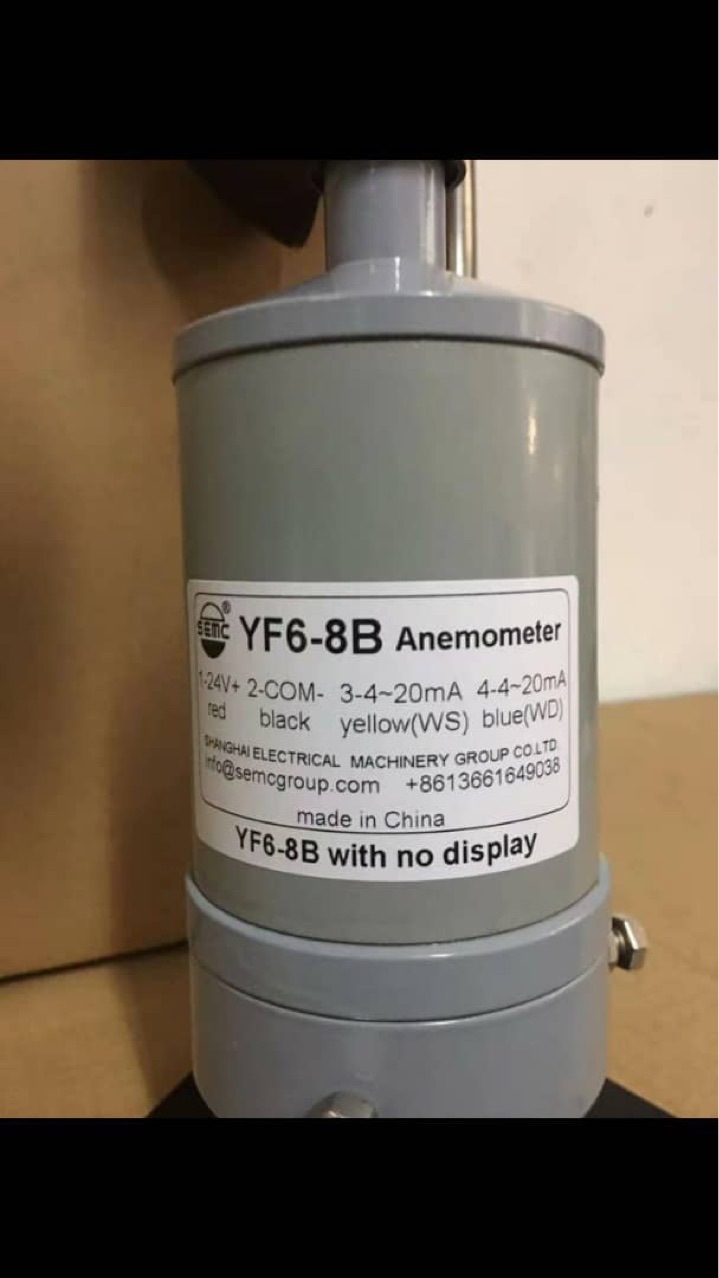 SEMC ® YF6-8B Anemometer
1-24V+ 2-COM- 3-4~20mA 4-4~20mA
red black yellow(WS) blue(WD)
SHANGHAI ELECTRICAL MACHINERY GROUP CO.LTD
info@semcgroup.com +8613661649038
made in China
YF6-8B with no display